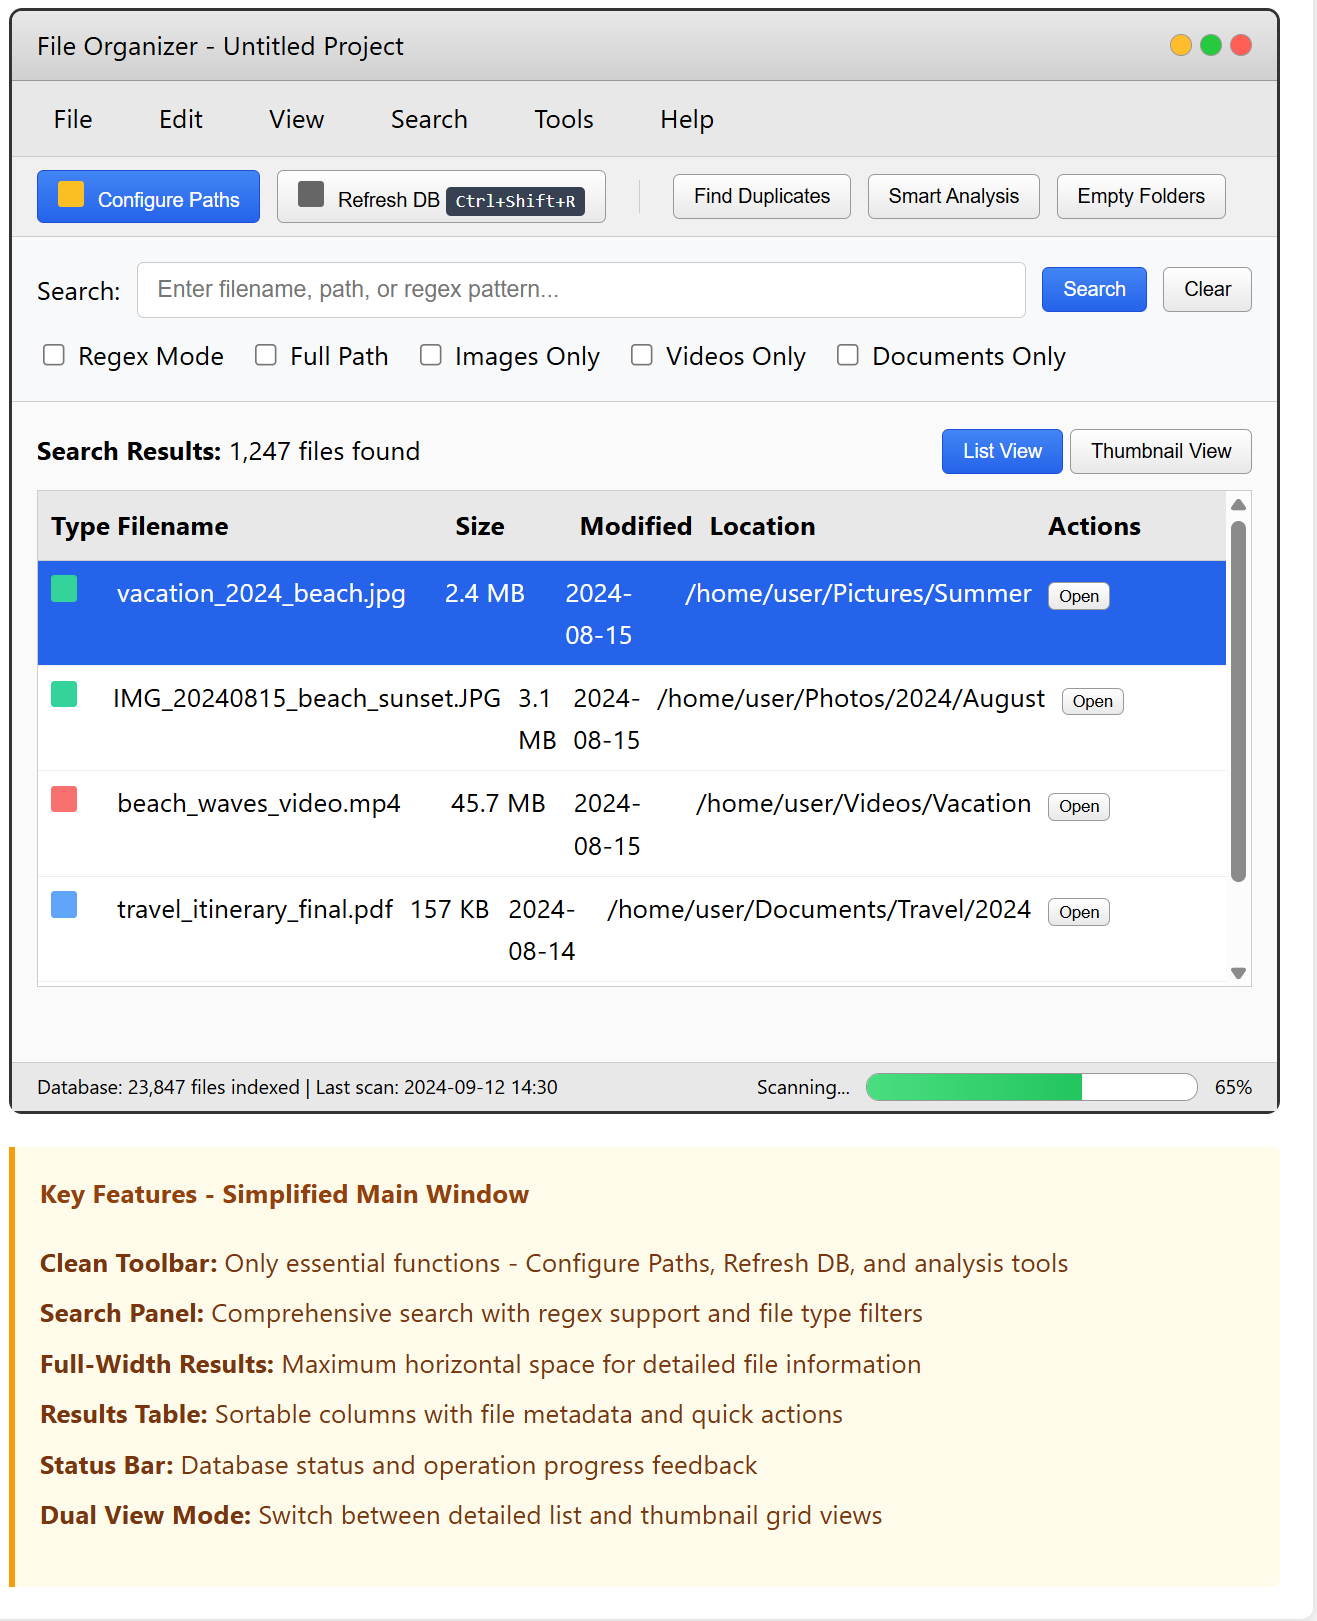 File Organizer - Untitled Project
File Edit View Search Tools Help
Configure Paths Refresh DB Ctrl+Shift+R Find Duplicates Smart Analysis Empty Folders
Search: Enter filename, path, or regex pattern... Search Clear
Regex Mode Full Path Images Only Videos Only Documents Only
Search Results: 1,247 files found List View Thumbnail View
Type Filename Size Modified Location Actions
vacation_2024_beach.jpg 2.4 MB 2024- /home/user/Pictures/Summer Open
08-15
IMG_20240815_beach_sunset.JPG 3.1 2024- /home/user/Photos/2024/August Open
MB 08-15
beach_waves_video.mp4 45.7 MB 2024- /home/user/Videos/Vacation Open
08-15
travel_itinerary_final.pdf 157 KB 2024- /home/user/Documents/Travel/2024 Open
08-14
Database: 23,847 files indexed | Last scan: 2024-09-12 14:30 Scanning... 65%
Key Features - Simplified Main Window
Clean Toolbar: Only essential functions - Configure Paths, Refresh DB, and analysis tools
Search Panel: Comprehensive search with regex support and file type filters
Full-Width Results: Maximum horizontal space for detailed file information
Results Table: Sortable columns with file metadata and quick actions
Status Bar: Database status and operation progress feedback
Dual View Mode: Switch between detailed list and thumbnail grid views